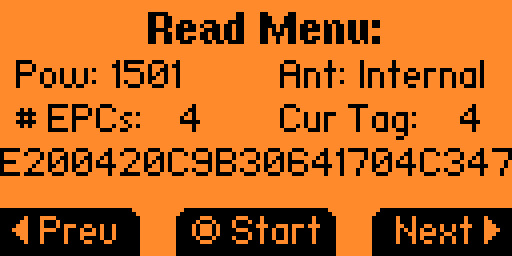 Read Menu:
Pow: 1501 Ant: Internal
# EPCs: 4 Cur Tag: 4
E200420C9B30641704C347
Prev Start Next